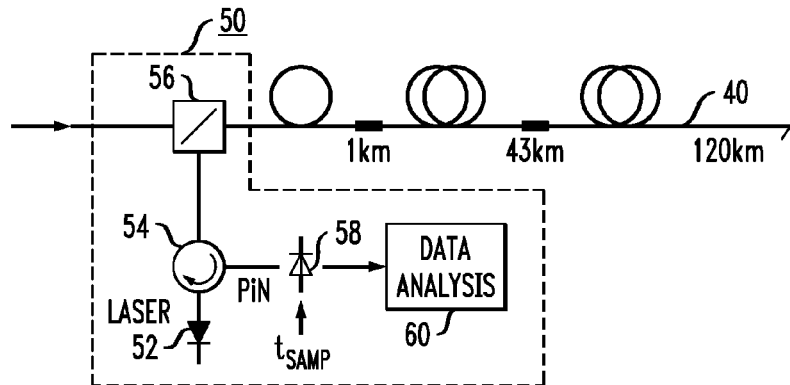 50
56
40
1km
43km
120km
54
58
PiN
DATA
ANALYSIS
60
LASER
52
tSAMP